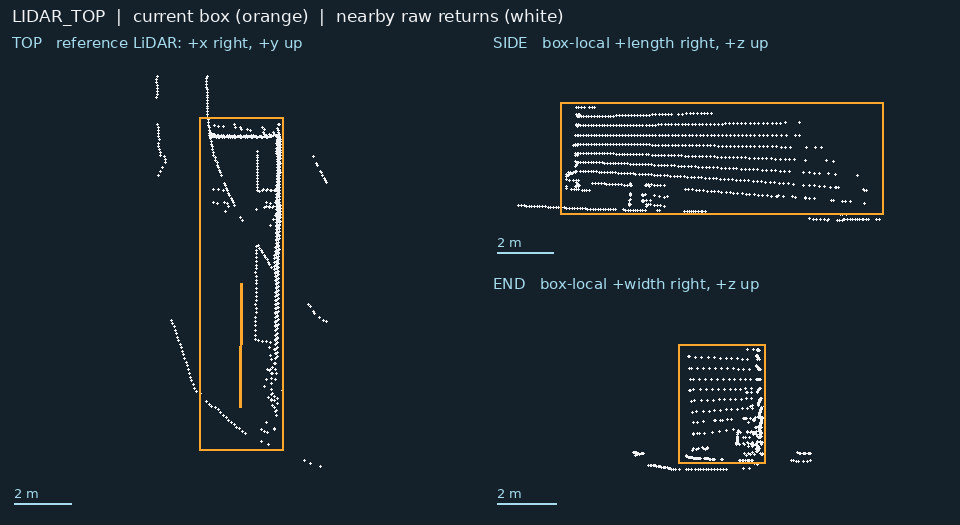 LIDAR_TOP | current box (orange) | nearby raw returns (white)
TOP reference LiDAR: +x right, +y up
SIDE box-local +length right, +z up
2 m
END box-local +width right, +z up
2 m
2 m